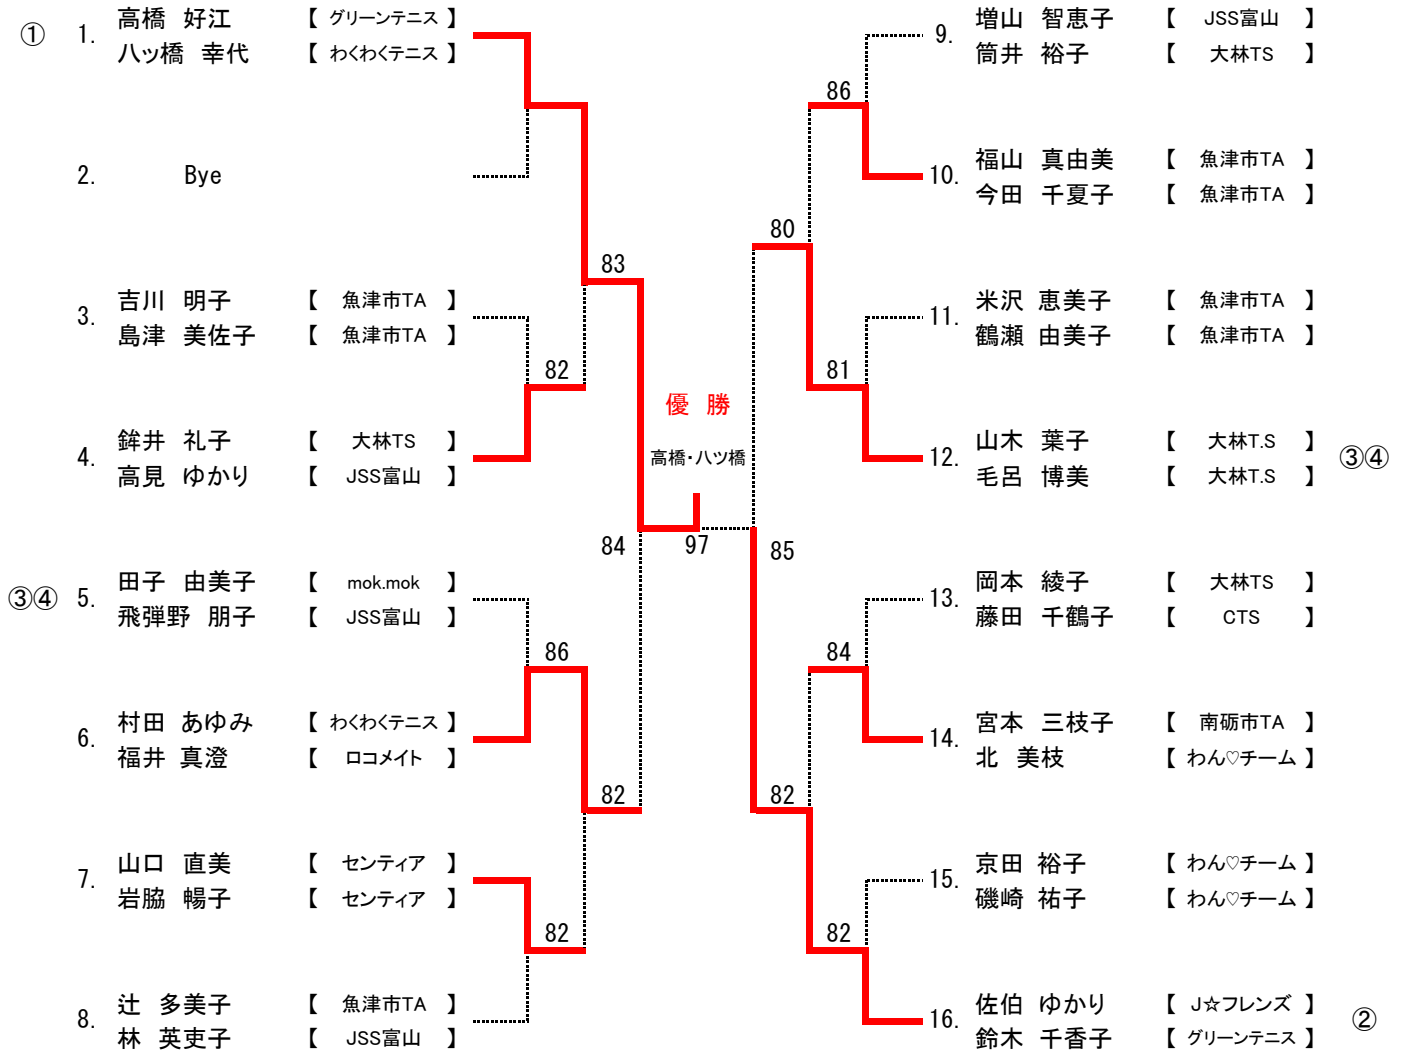 ① 1. 高橋 好江 【 グリーンテニス 】
八ッ橋 幸代 【 わくわくテニス 】
2. Bye
3. 吉川 明子 【 魚津市TA 】
島津 美佐子 【 魚津市TA 】
4. 鉾井 礼子 【 大林TS 】
高見 ゆかり 【 JSS富山 】
③④ 5. 田子 由美子 【 mok.mok 】
飛弾野 朋子 【 JSS富山 】
6. 村田 あゆみ 【 わくわくテニス 】
福井 真澄 【 ロコメイト 】
7. 山口 直美 【 センティア 】
岩脇 暢子 【 センティア 】
8. 辻 多美子 【 魚津市TA 】
林 英吏子 【 JSS富山 】
83
82
84
86
82
82
優 勝
高橋・八ツ橋
97
86
80
81
85
84
82
82
9. 増山 智恵子 【 JSS富山 】
筒井 裕子 【 大林TS 】
10. 福山 真由美 【 魚津市TA 】
今田 千夏子 【 魚津市TA 】
11. 米沢 恵美子 【 魚津市TA 】
鶴瀬 由美子 【 魚津市TA 】
12. 山木 葉子 【 大林T.S 】 ③④
毛呂 博美 【 大林T.S 】
13. 岡本 綾子 【 大林TS 】
藤田 千鶴子 【 CTS 】
14. 宮本 三枝子 【 南砺市TA 】
北 美枝 【 わん♡チーム 】
15. 京田 裕子 【 わん♡チーム 】
磯崎 祐子 【 わん♡チーム 】
16. 佐伯 ゆかり 【 J☆フレンズ 】 ②
鈴木 千香子 【 グリーンテニス 】